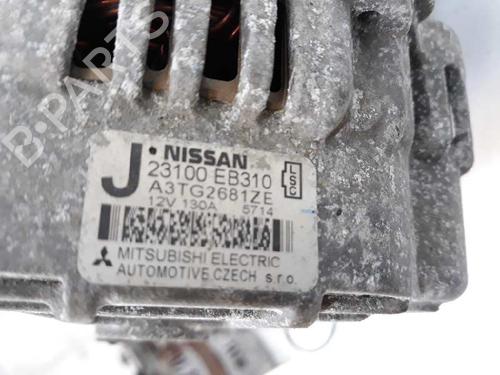 NISSAN
J 23100 EB310
A3TG2681ZE
12V 130A 5714
MITSUBISHI ELECTRIC
AUTOMOTIVE CZECH s.r.o.
B-PARTS